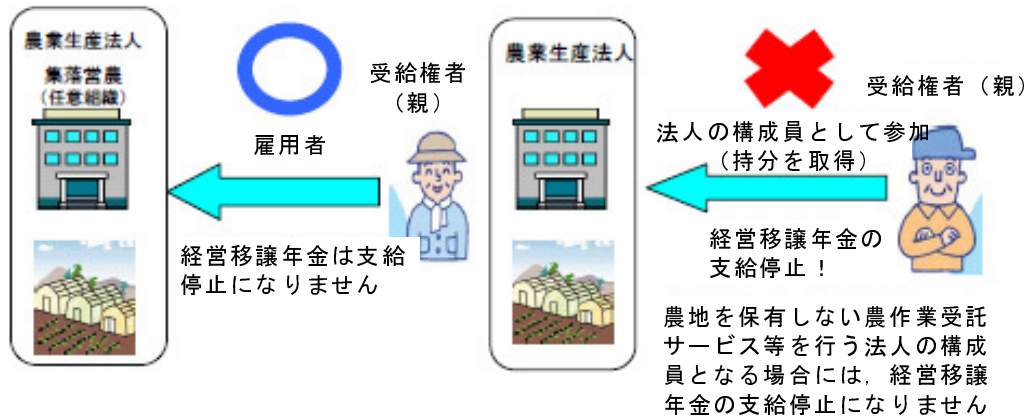 農業生産法人
集落営農
（任意組織）
受給権者
（親）
雇用者
経営移譲年金は支給
停止になりません
農業生産法人
受給権者（親）
法人の構成員として参加
（持分を取得）
経営移譲年金の
支給停止！
農地を保有しない農作業受託
サービス等を行う法人の構成
員となる場合には，経営移譲
年金の支給停止になりません